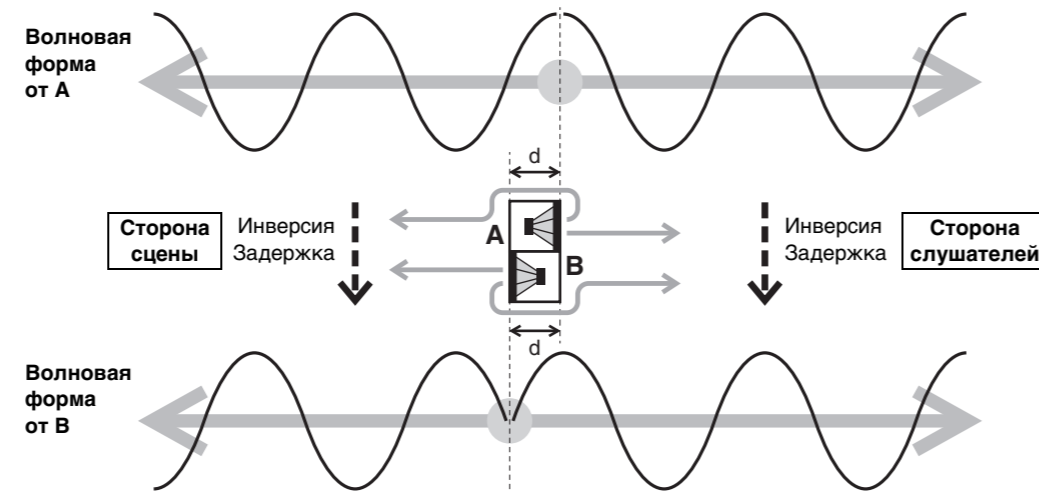 Волновая
форма
от A
d
Сторона
сцены
Инверсия
Задержка
A
B
Инверсия
Задержка
Сторона
слушателей
d
Волновая
форма
от B